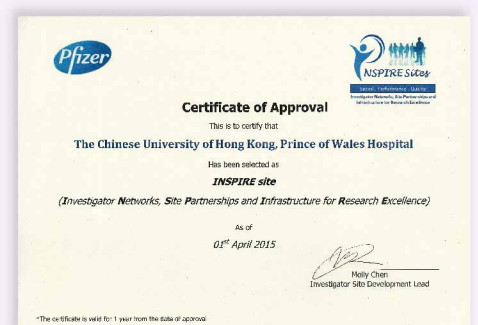 Pfizer
INSPIRE Sites
Speed . Performance . Quality
Investigator Networks, Site Partnerships and
Infrastructure for Research Excellence
Certificate of Approval
This is to certify that
The Chinese University of Hong Kong, Prince of Wales Hospital
Has been selected as
INSPIRE site
(Investigator Networks, Site Partnerships and Infrastructure for Research Excellence)
As of
01st April 2015
Molly Chen
Investigator Site Development Lead
*The certificate is valid for 1 year from the date of approval